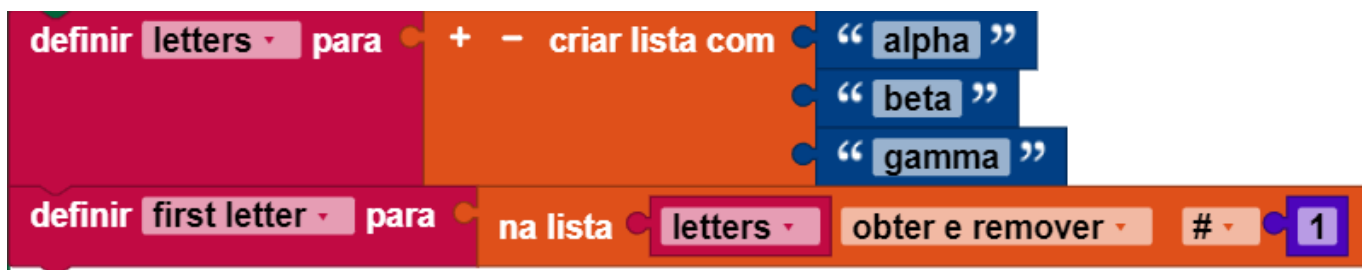 definir letters para + - criar lista com “ alpha ”
“ beta ”
“ gamma ”
definir first letter para na lista letters obter e remover # 1